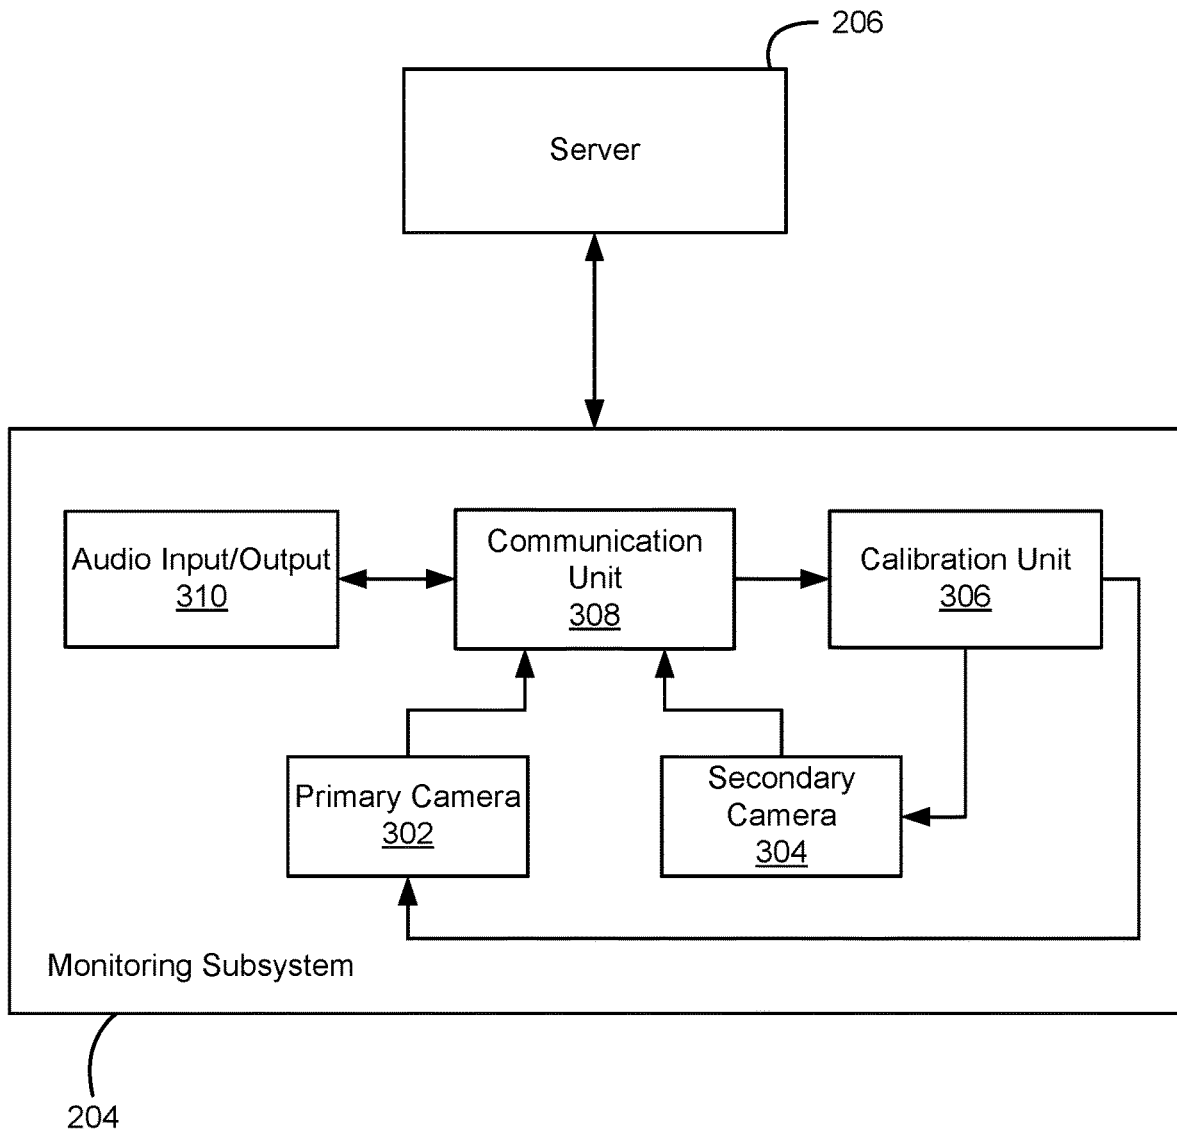 206
Server
Audio Input/Output
310
Communication
Unit
308
Calibration Unit
306
Primary Camera
302
Secondary
Camera
304
Monitoring Subsystem
204